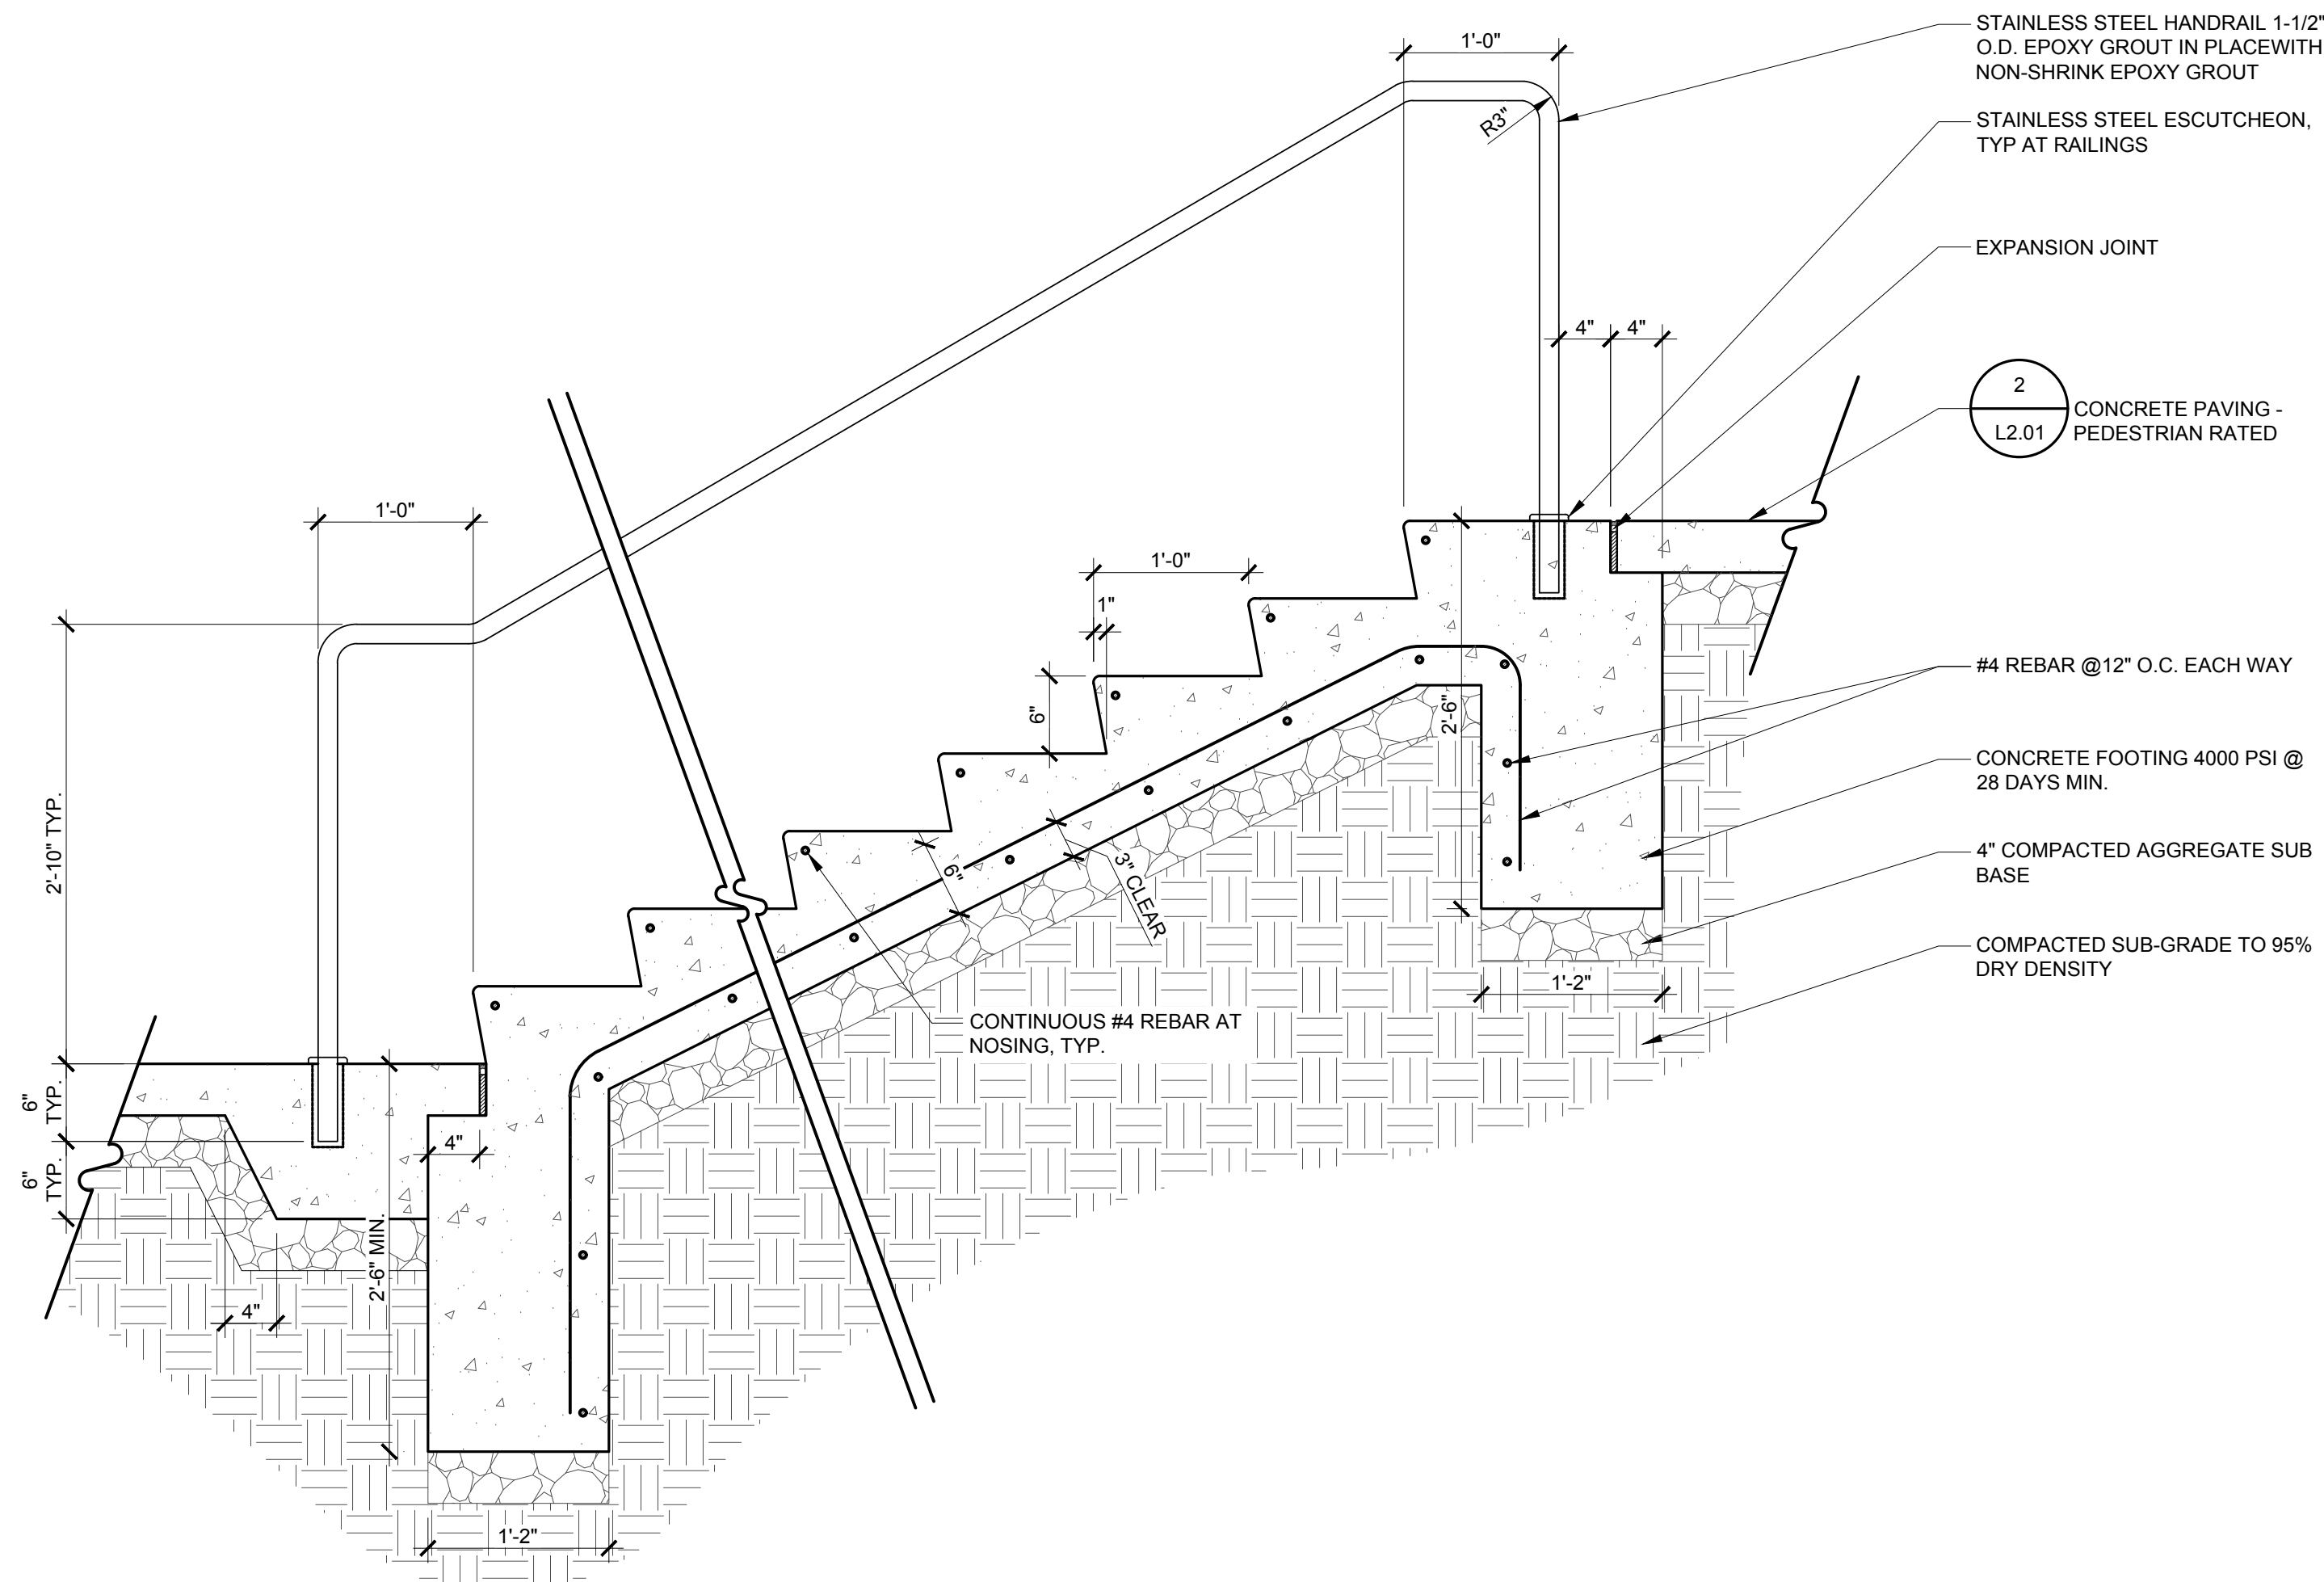 STAINLESS STEEL HANDRAIL 1-1/2"
O.D. EPOXY GROUT IN PLACEWITH
NON-SHRINK EPOXY GROUT
STAINLESS STEEL ESCUTCHEON,
TYP AT RAILINGS
EXPANSION JOINT
2
L2.01
CONCRETE PAVING -
PEDESTRIAN RATED
#4 REBAR @12" O.C. EACH WAY
CONCRETE FOOTING 4000 PSI @
28 DAYS MIN.
4" COMPACTED AGGREGATE SUB
BASE
COMPACTED SUB-GRADE TO 95%
DRY DENSITY
1'-0"
R3"
4"
4"
1'-0"
1'-0"
1"
6"
2'-6"
2'-10" TYP.
6"
3" CLEAR
1'-2"
CONTINUOUS #4 REBAR AT
NOSING, TYP.
6"
TYP.
6"
TYP.
4"
2'-6" MIN.
4"
1'-2"